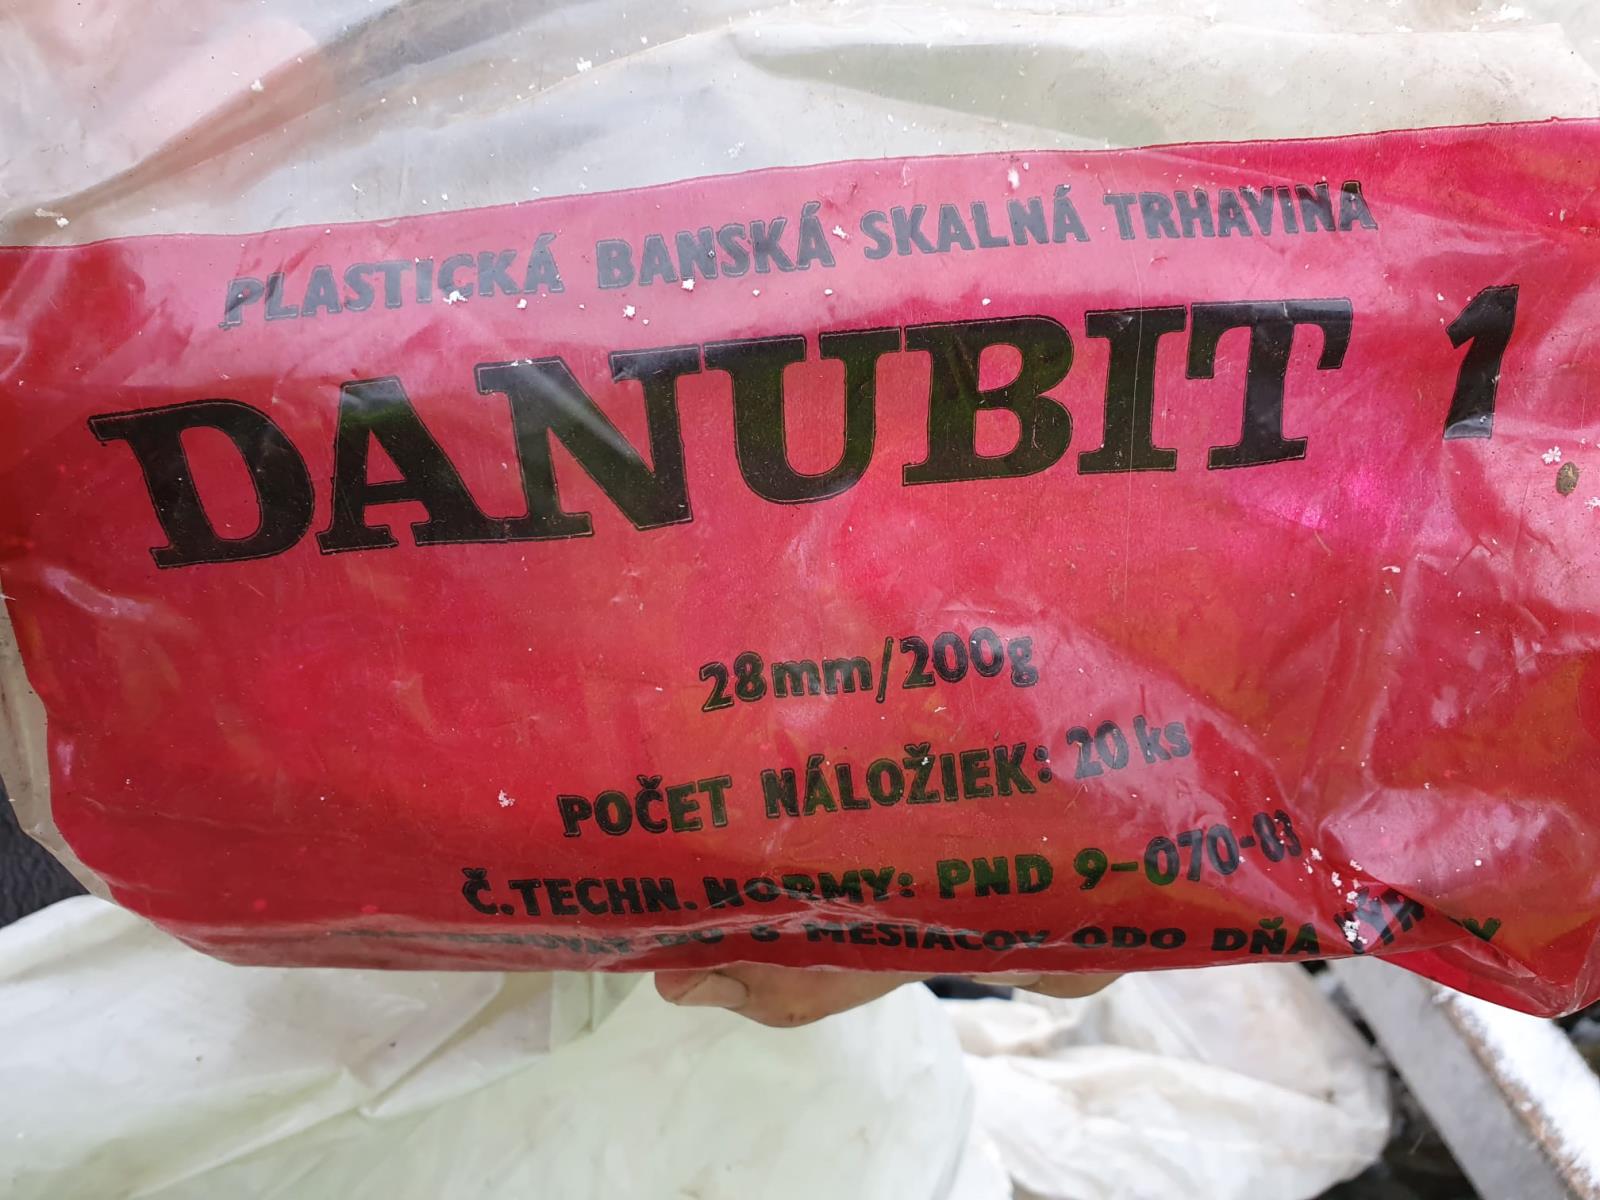 PLASTICKÁ BANSKÁ SKALNÁ TRHAVINA
DANUBIT 1
28mm/200g
POČET NÁLOŽIEK: 20 ks
Č.TECHN. NORMY: PND 9-070-83
DO 6 MESIACOV ODO DŇA